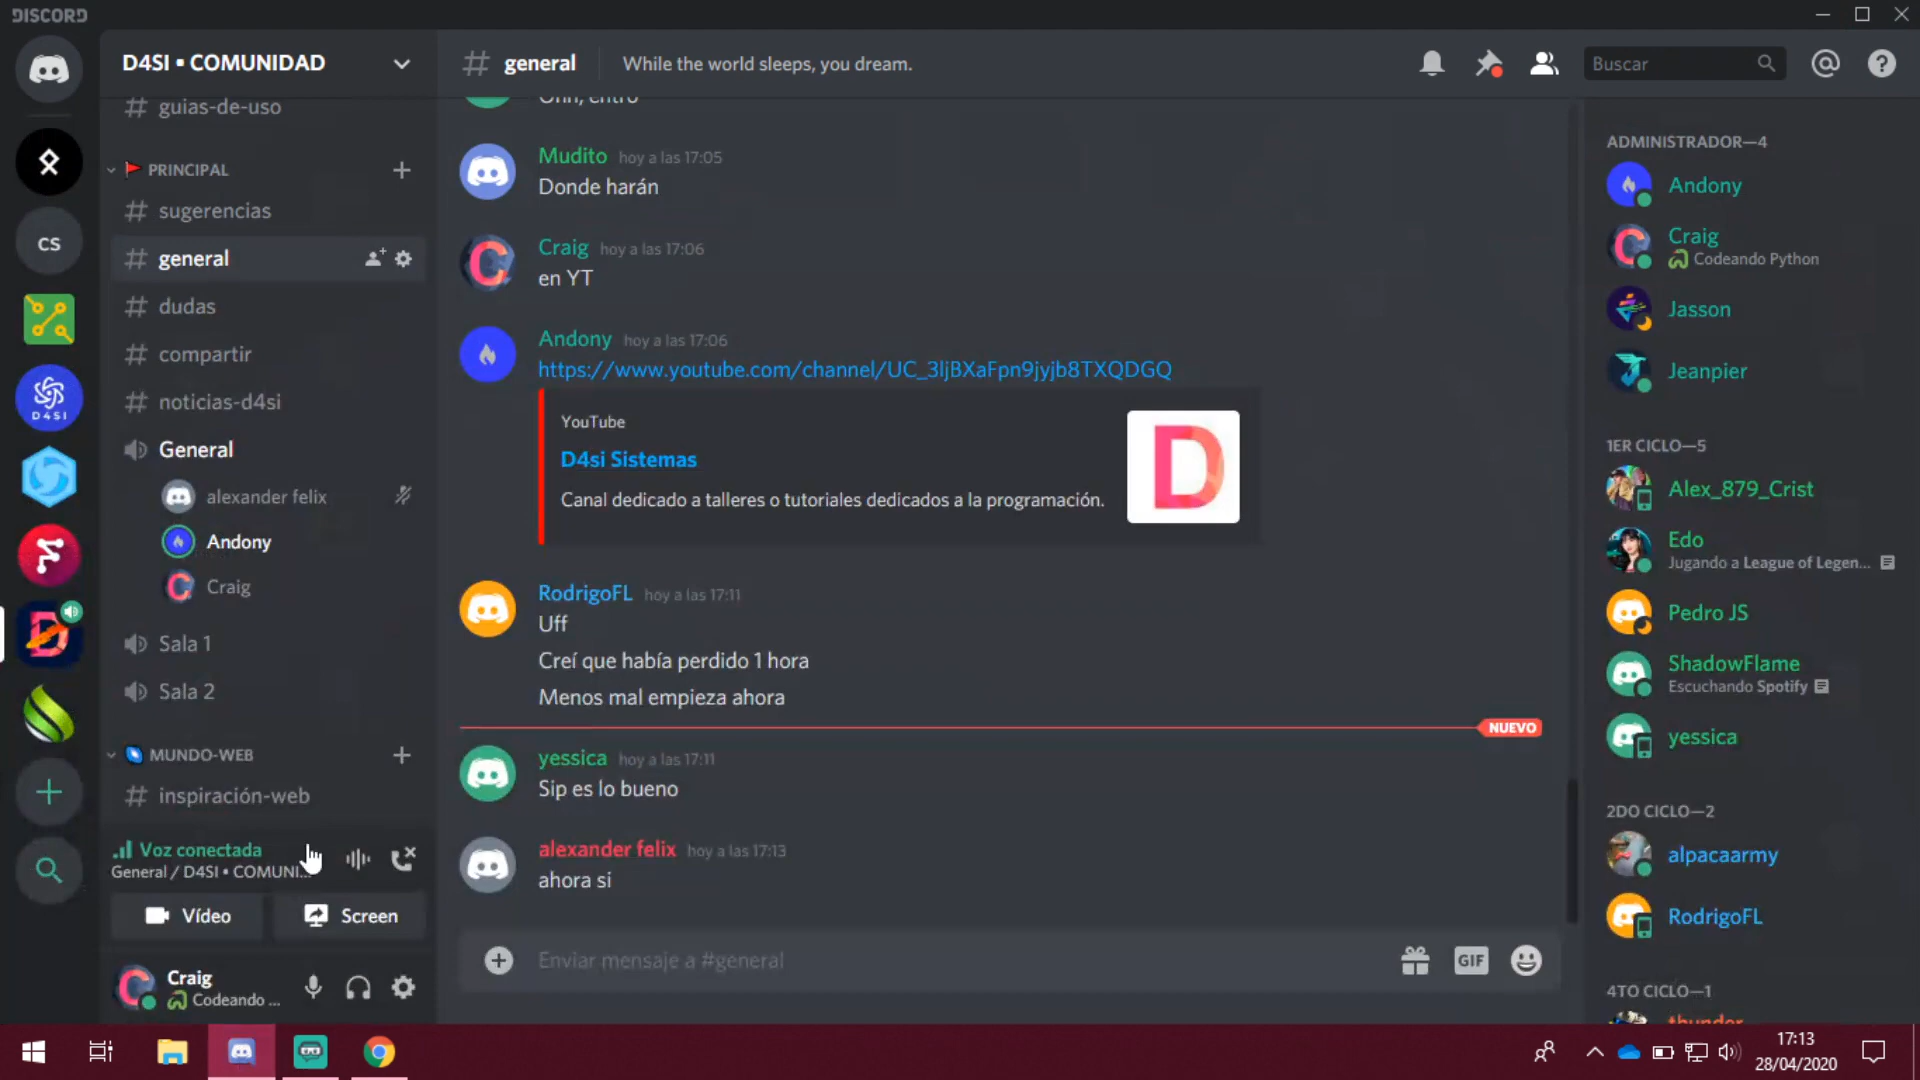 DISCORD
D4SI • COMUNIDAD
# general
While the world sleeps, you dream.
Buscar
guias-de-uso
PRINCIPAL
sugerencias
general
dudas
compartir
noticias-d4si
General
alexander felix
Andony
Craig
Sala 1
Sala 2
MUNDO-WEB
inspiración-web
Voz conectada
General / D4SI • COMUNI...
Vídeo
Screen
Craig
Codeando ...
CS
D4SI
Ohh, entro
Mudito hoy a las 17:05
Donde harán
Craig hoy a las 17:06
en YT
Andony hoy a las 17:06
https://www.youtube.com/channel/UC_3ljBXaFpn9jyjb8TXQDGQ
YouTube
D4si Sistemas
Canal dedicado a talleres o tutoriales dedicados a la programación.
D
RodrigoFL hoy a las 17:11
Uff
Creí que había perdido 1 hora
Menos mal empieza ahora
NUEVO
yessica hoy a las 17:11
Sip es lo bueno
alexander felix hoy a las 17:13
ahora si
Enviar mensaje a #general
GIF
ADMINISTRADOR—4
Andony
Craig
Codeando Python
Jasson
Jeanpier
1ER CICLO—5
Alex_879_Crist
Edo
Jugando a League of Legen...
Pedro JS
ShadowFlame
Escuchando Spotify
yessica
2DO CICLO—2
alpacaarmy
RodrigoFL
4TO CICLO—1
thunder
17:13
28/04/2020